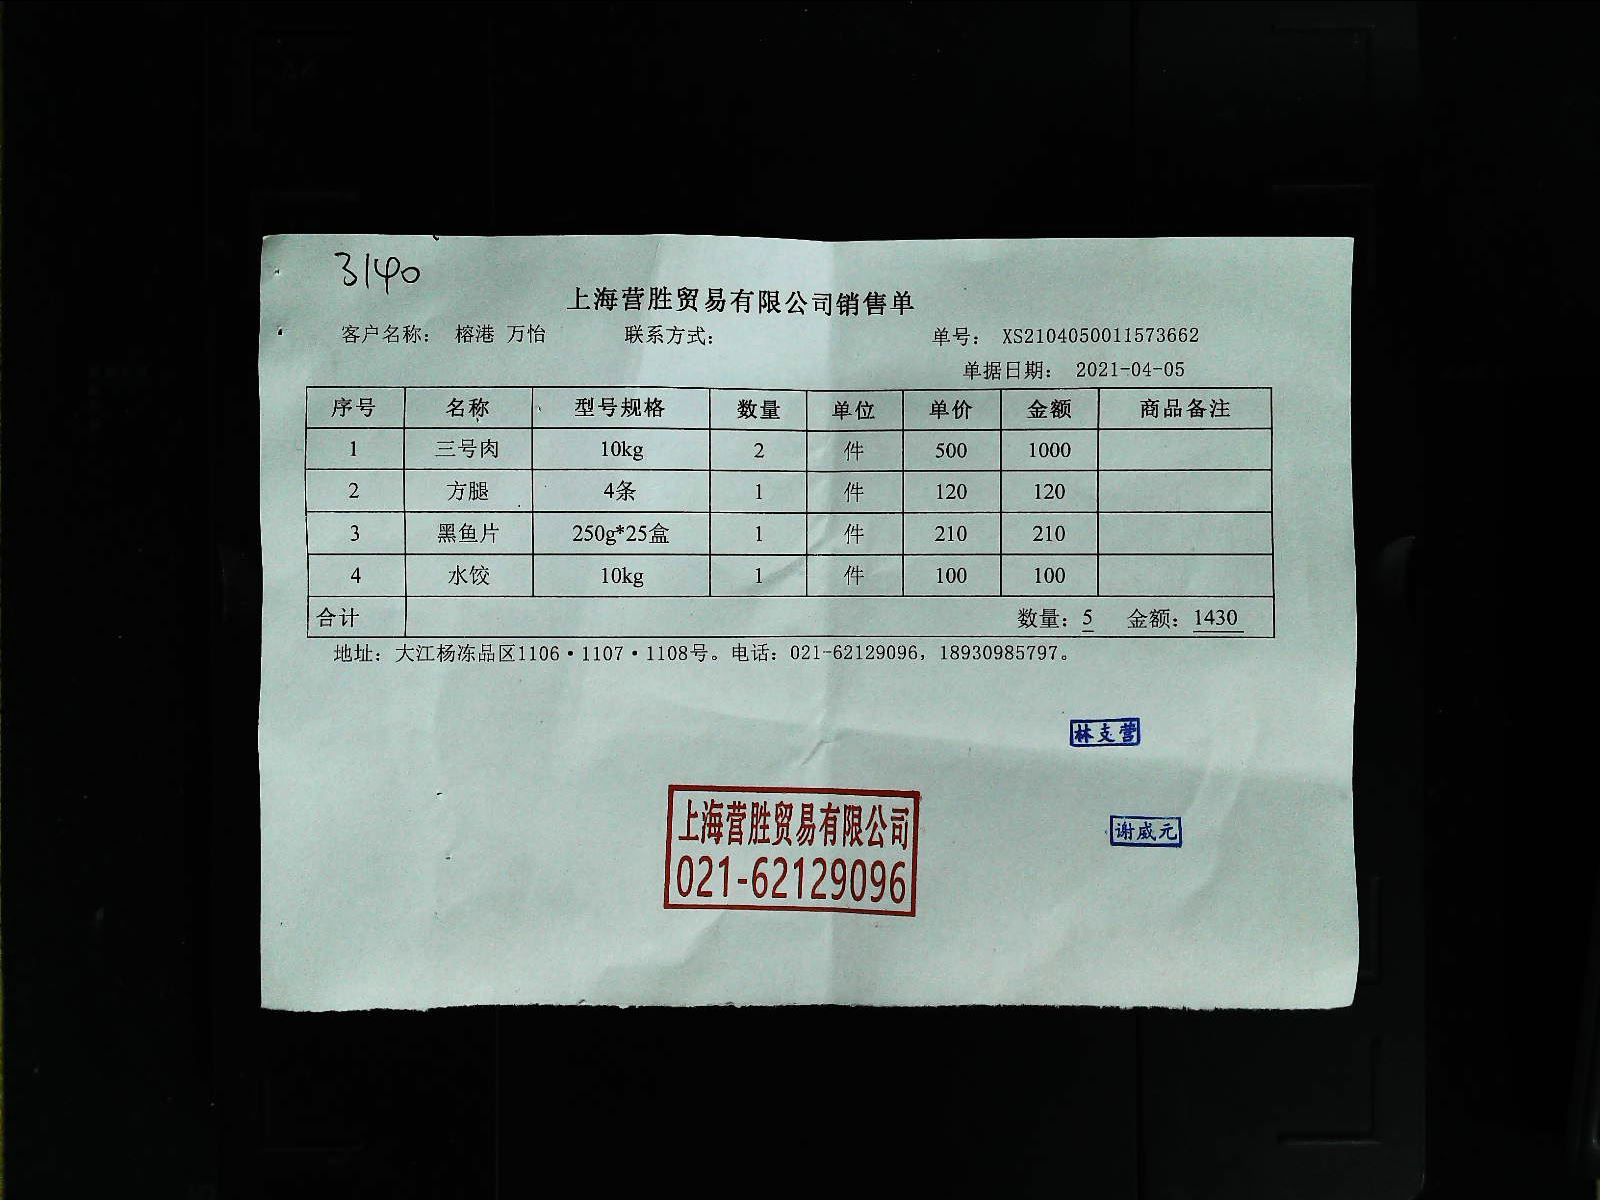 3140
上海营胜贸易有限公司销售单
客户名称： 榕港 万怡 联系方式： 单号： XS2104050011573662
单据日期： 2021-04-05
序号 名称 型号规格 数量 单位 单价 金额 商品备注
1 三号肉 10kg 2 件 500 1000
2 方腿 4条 1 件 120 120
3 黑鱼片 250g*25盒 1 件 210 210
4 水饺 10kg 1 件 100 100
合计 数量：5 金额：1430
地址：大江杨冻品区1106·1107·1108号。电话：021-62129096，18930985797。
林支营
上海营胜贸易有限公司
谢威元
021-62129096